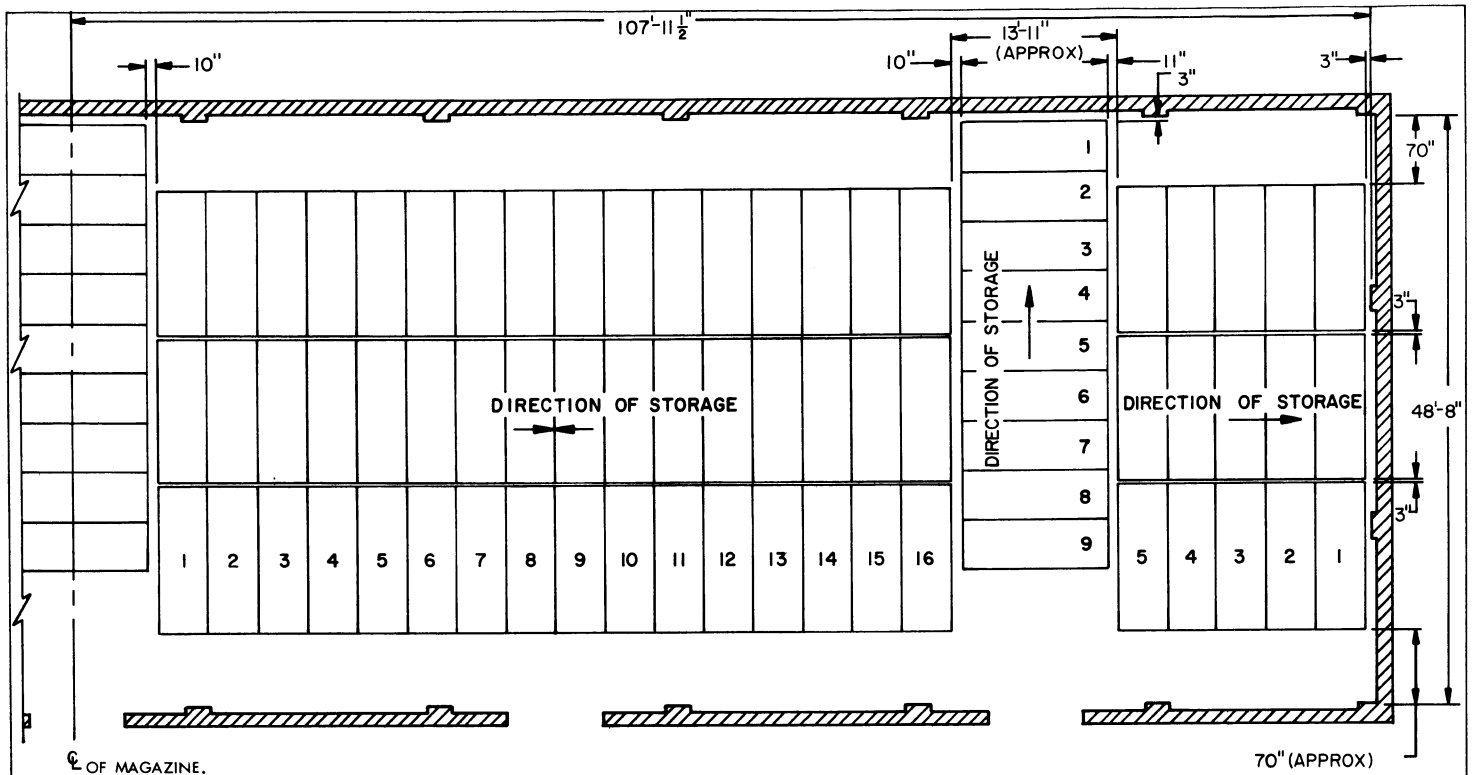 107'-11½"
13'-11"
10"
10"
(APPROX)
11"
3"
3"
1
70"
2
3
DIRECTION OF STORAGE
4
3"
5
DIRECTION OF STORAGE
6
DIRECTION OF STORAGE
48'-8"
7
8
3"
1 2 3 4 5 6 7 8 9 10 11 12 13 14 15 16
9
5 4 3 2 1
℄ OF MAGAZINE.
70" (APPROX)